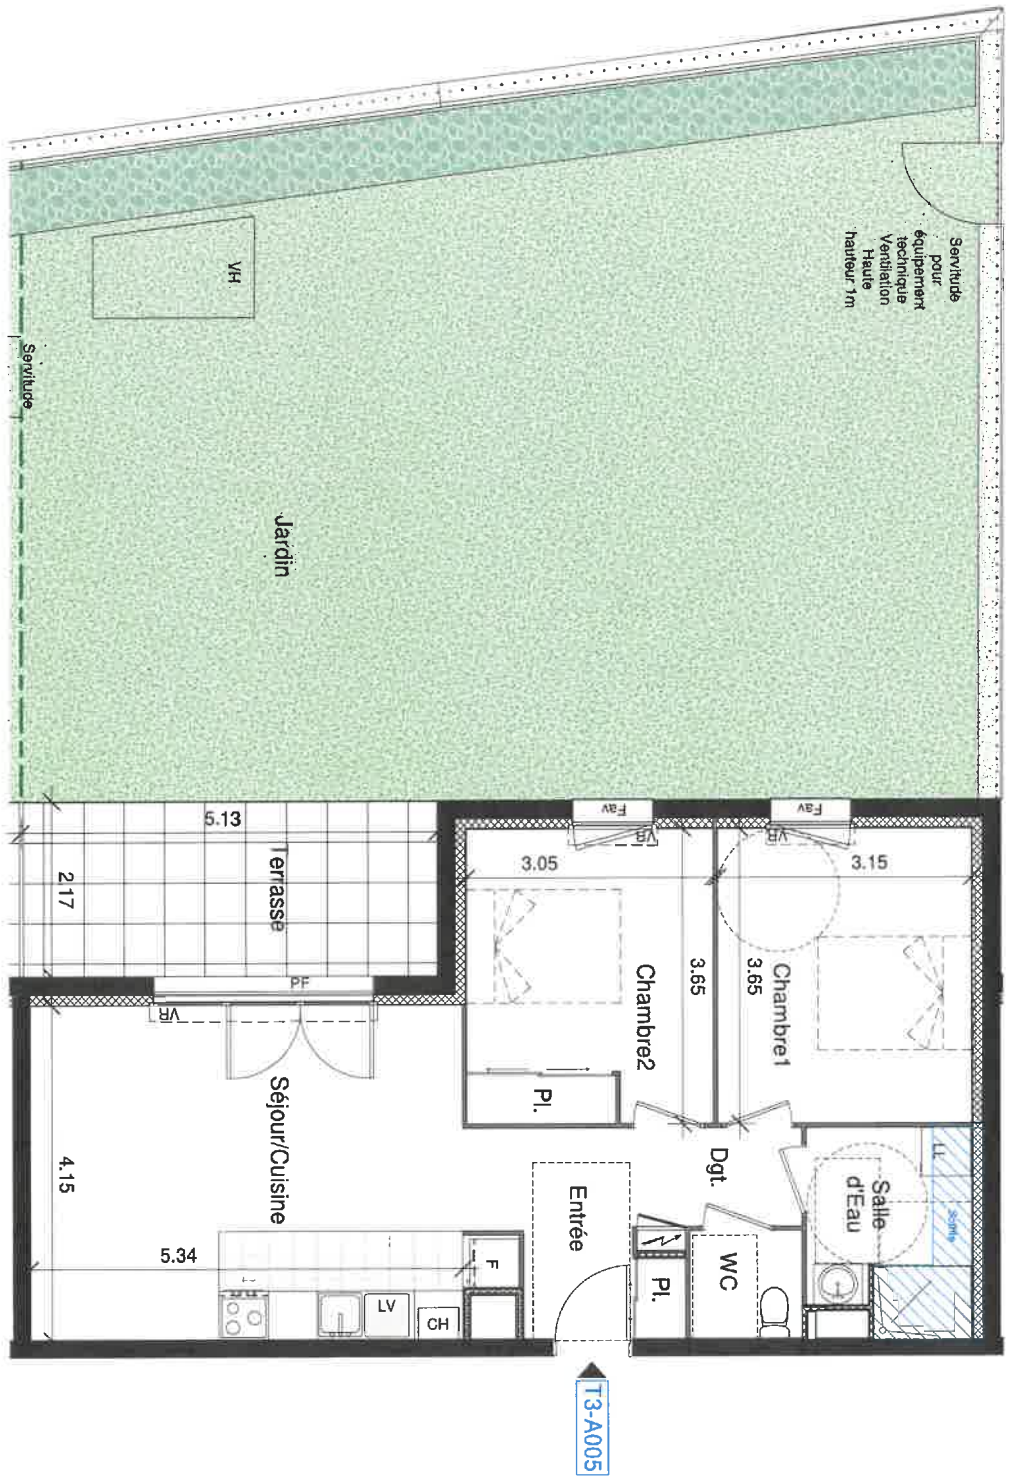 Servitude
pour
équipement
technique
Ventilation
Haute
hauteur 1m
VH
Servitude
Jardin
5.13
Terrasse
2.17
Fav
VR
Fav
VR
3.05
3.15
3.65
3.65
Chambre2
Chambre1
PF
VR
Pl.
Séjour/Cuisine
4.15
5.34
Dgt.
Entrée
Salle
d'Eau
LL
Soffite
WC
Pl.
F
LV
CH
T3-A005